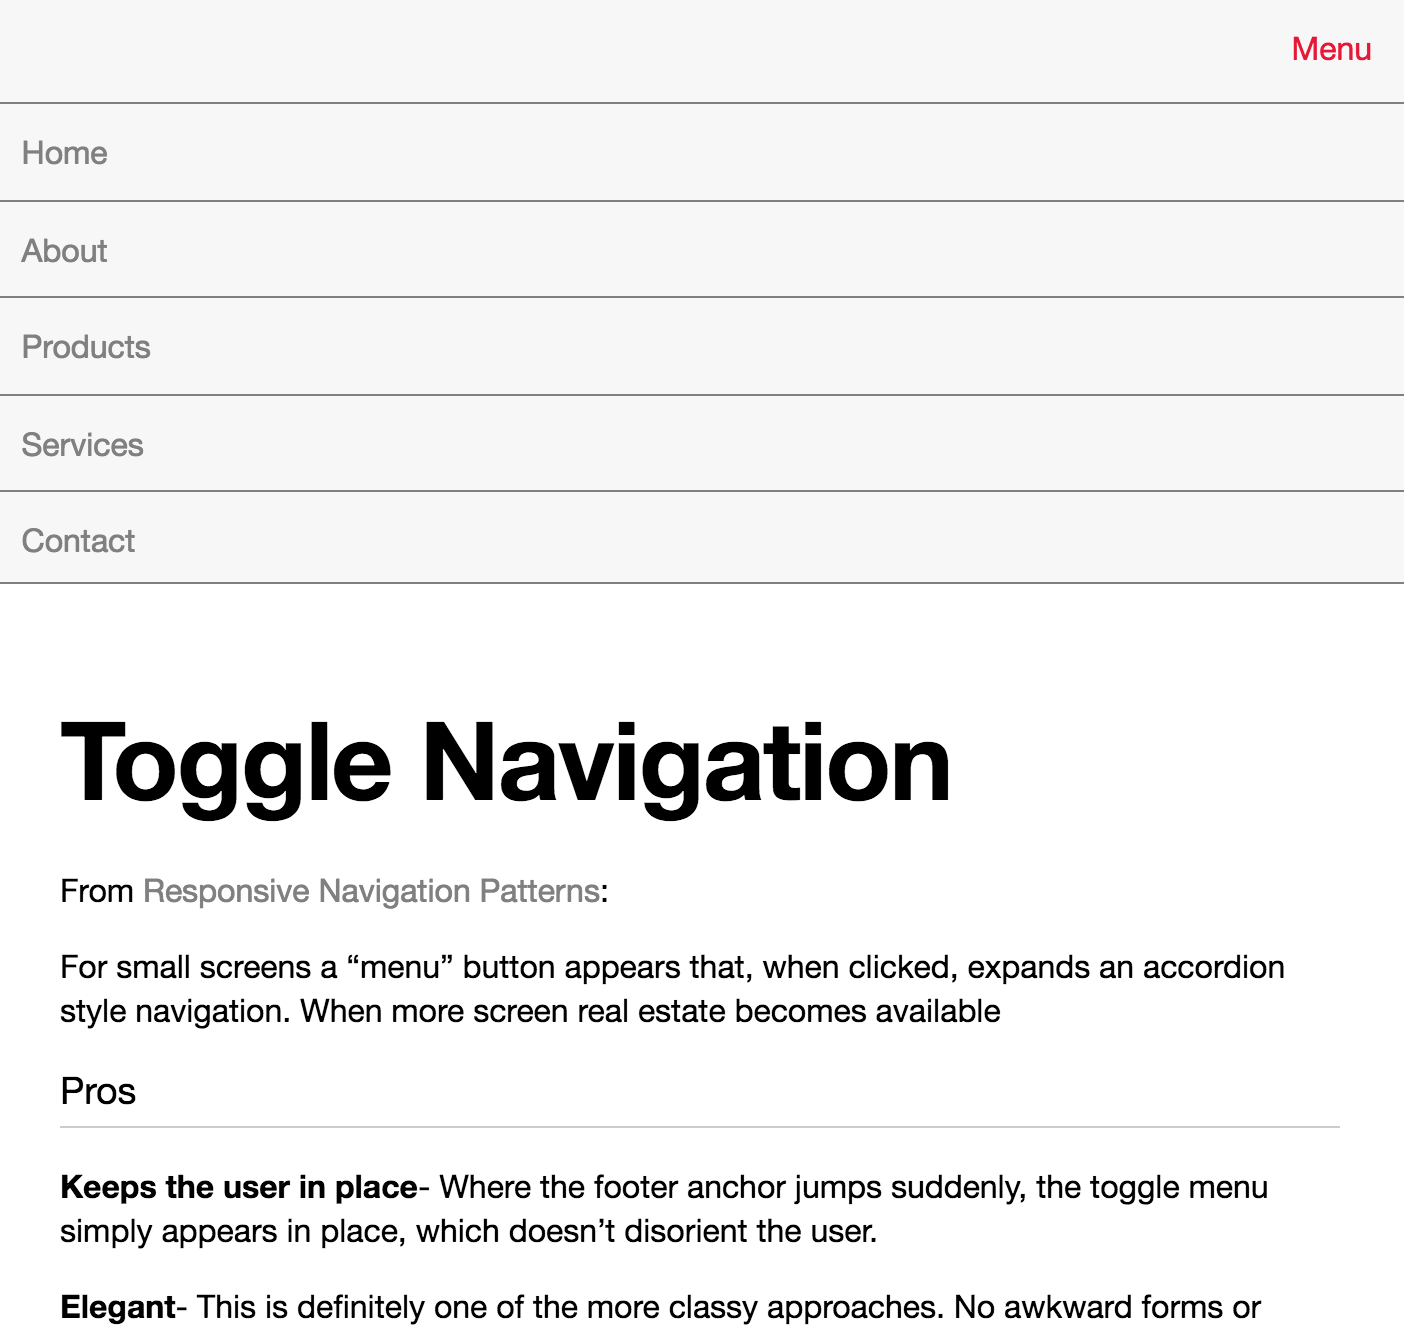 Menu
Home
About
Products
Services
Contact
Toggle Navigation
From Responsive Navigation Patterns:
For small screens a “menu” button appears that, when clicked, expands an accordion
style navigation. When more screen real estate becomes available
Pros
Keeps the user in place- Where the footer anchor jumps suddenly, the toggle menu
simply appears in place, which doesn’t disorient the user.
Elegant- This is definitely one of the more classy approaches. No awkward forms or